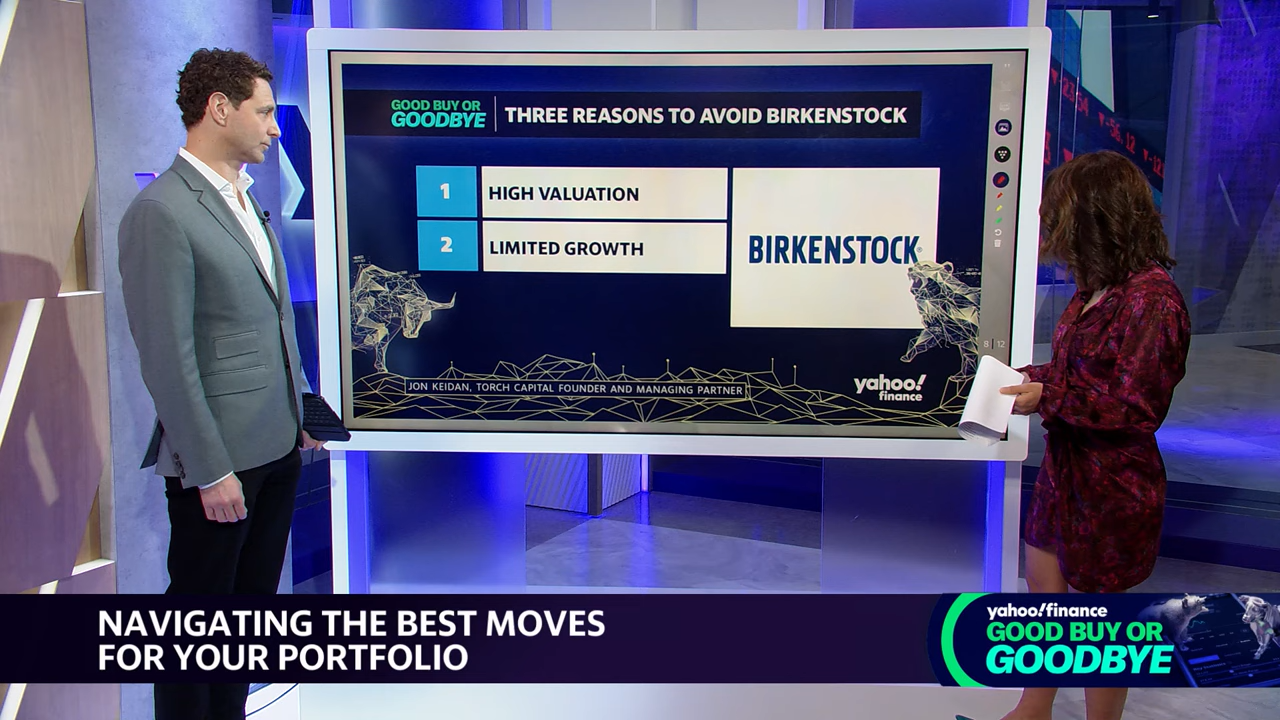 GOOD BUY OR
GOODBYE
THREE REASONS TO AVOID BIRKENSTOCK
1
HIGH VALUATION
2
LIMITED GROWTH
BIRKENSTOCK
JON KEIDAN, TORCH CAPITAL FOUNDER AND MANAGING PARTNER
yahoo!
finance
8 | 12
NAVIGATING THE BEST MOVES
FOR YOUR PORTFOLIO
yahoo!finance
GOOD BUY OR
GOODBYE